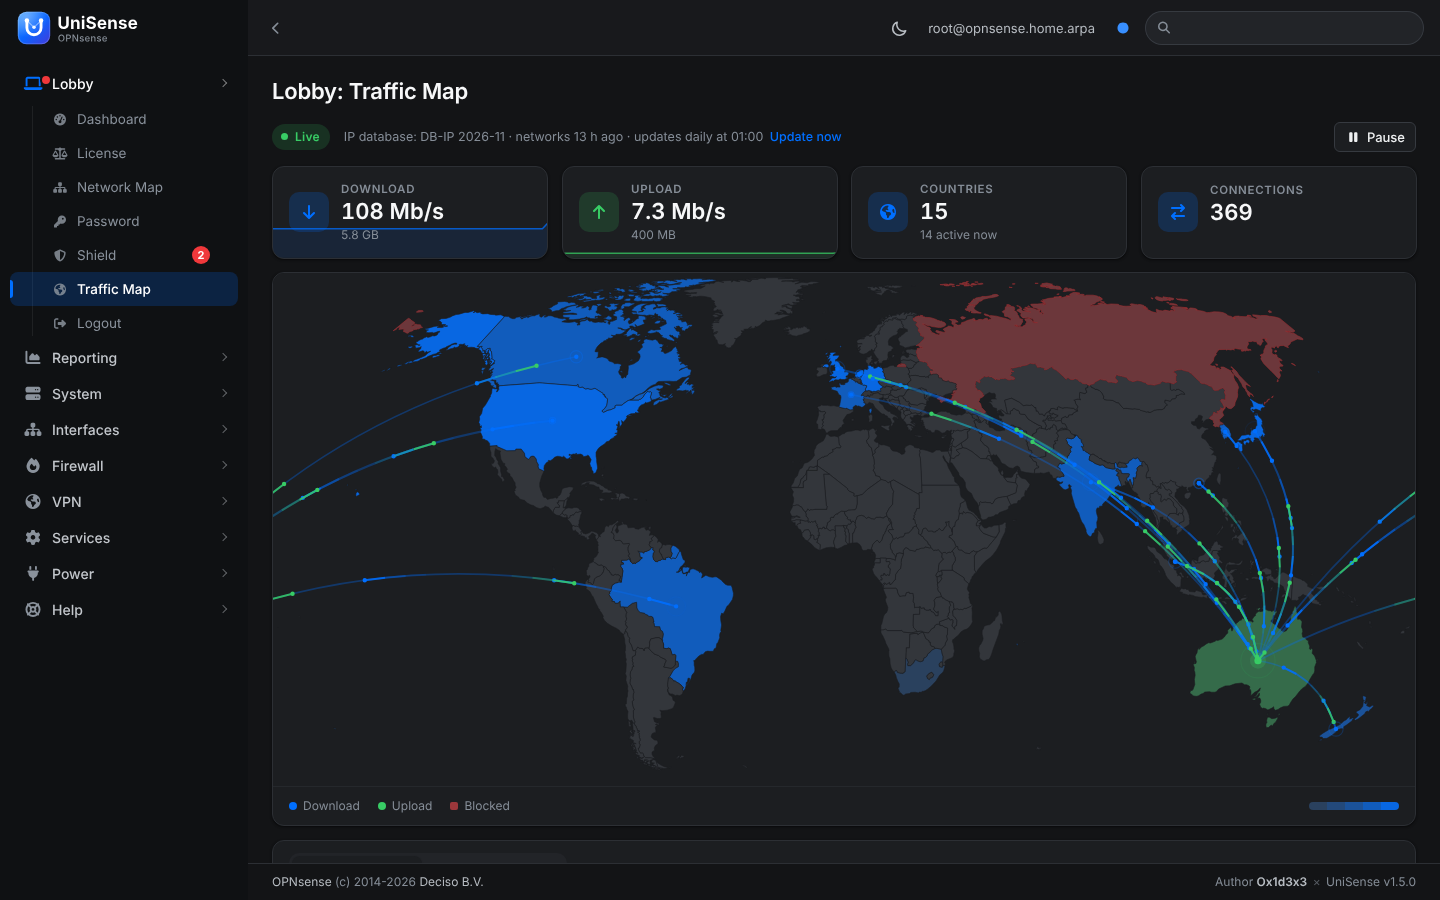 UniSense
OPNsense
root@opnsense.home.arpa
Lobby
Dashboard
License
Network Map
Password
Shield 2
Traffic Map
Logout
Reporting
System
Interfaces
Firewall
VPN
Services
Power
Help
Lobby: Traffic Map
Live IP database: DB-IP 2026-11 · networks 13 h ago · updates daily at 01:00 Update now
Pause
DOWNLOAD
108 Mb/s
5.8 GB
UPLOAD
7.3 Mb/s
400 MB
COUNTRIES
15
14 active now
CONNECTIONS
369
Download Upload Blocked
OPNsense (c) 2014-2026 Deciso B.V.
Author Ox1d3x3 × UniSense v1.5.0